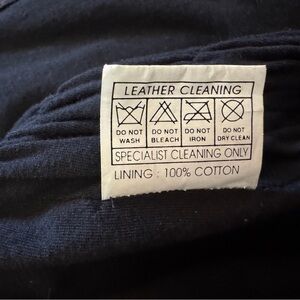 LEATHER CLEANING
DO NOT WASH
DO NOT BLEACH
DO NOT IRON
DO NOT DRY CLEAN
SPECIALIST CLEANING ONLY
LINING : 100% COTTON